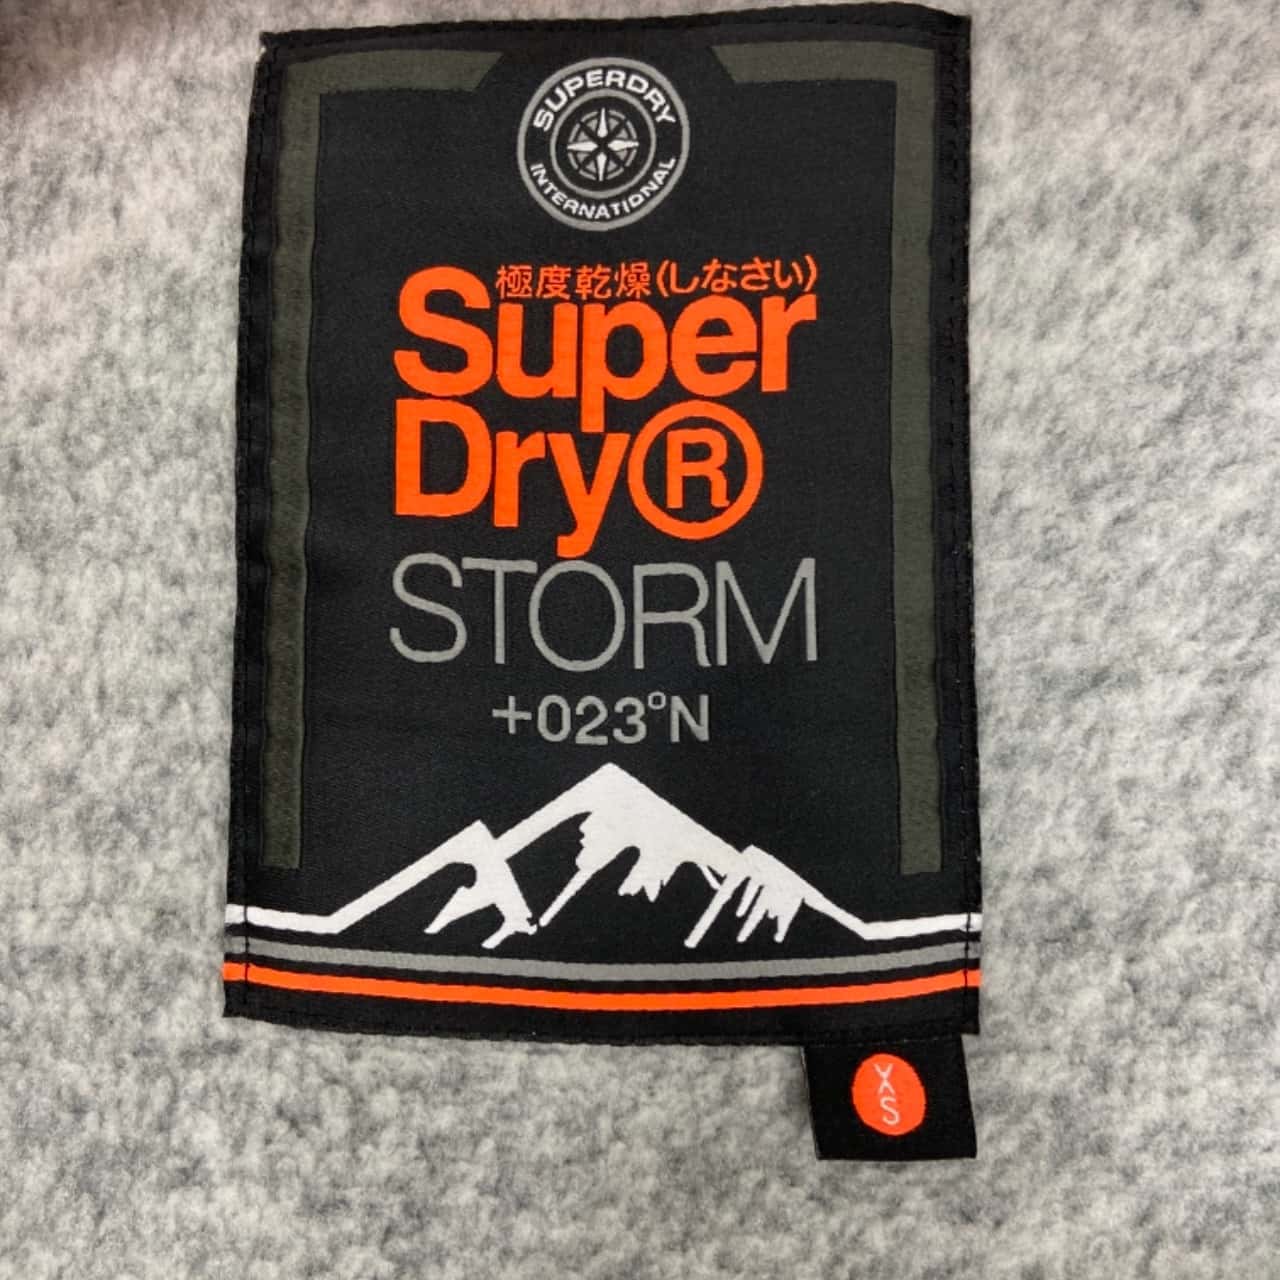 SUPERDRY
INTERNATIONAL
極度乾燥(しなさい)
Super
Dry®
STORM
+023°N
XS